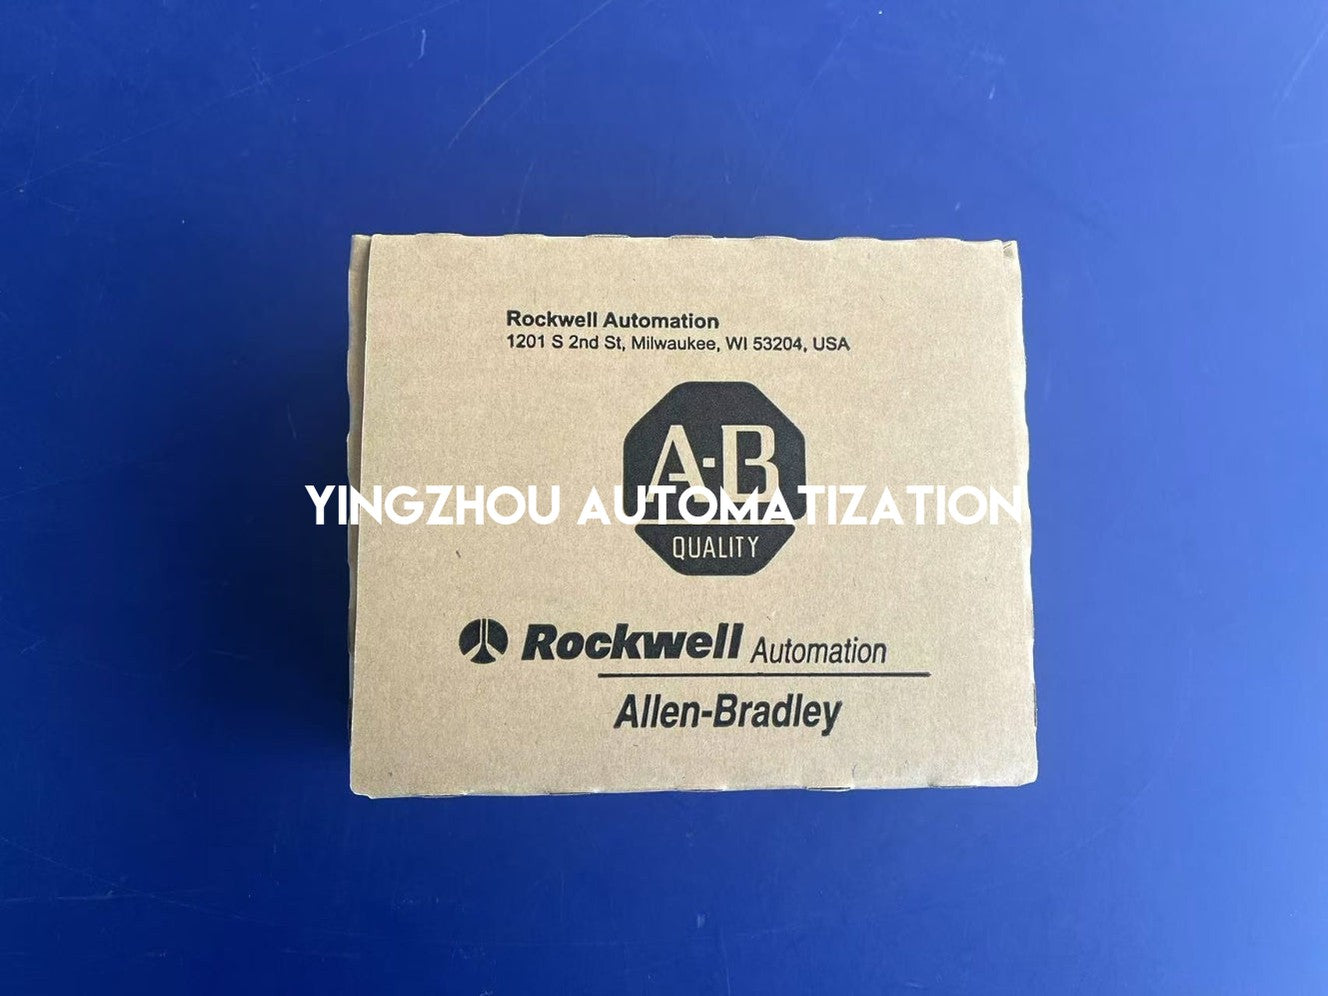 Rockwell Automation
1201 S 2nd St, Milwaukee, WI 53204, USA
A-B
YINGZHOU AUTOMATIZATION
QUALITY
Rockwell Automation
Allen-Bradley